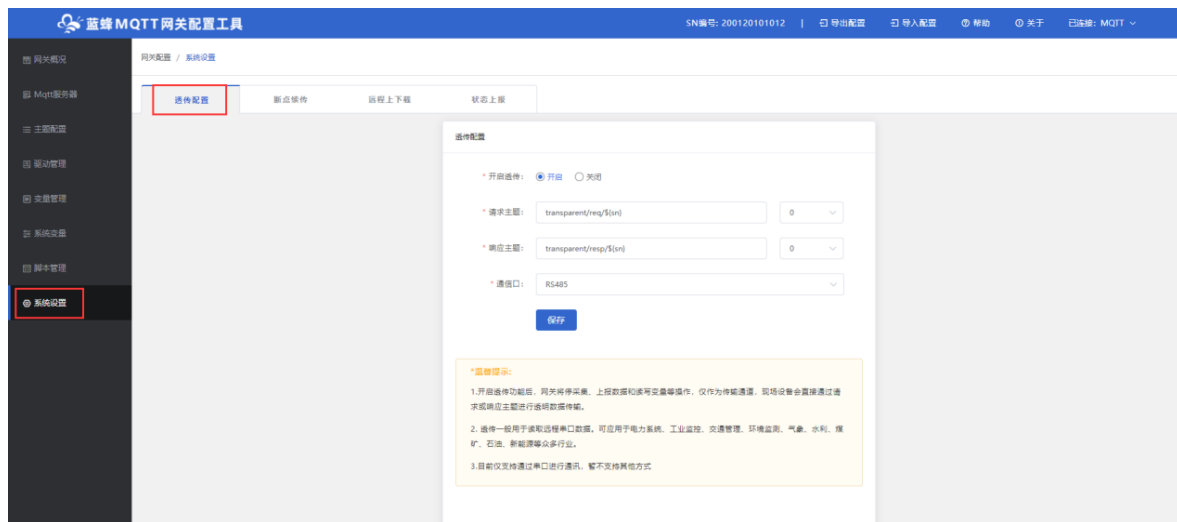 蓝蜂MQTT网关配置工具
SN编号: 200120101012 | 导出配置 导入配置 帮助 关于 已连接: MQTT
网关概况
Mqtt服务器
主题配置
驱动管理
变量管理
系统变量
脚本管理
系统设置
网关配置 / 系统设置
透传配置 断点续传 远程上下载 状态上报
透传配置
* 开启透传: 开启 关闭
* 请求主题: transparent/req/${sn} 0
* 响应主题: transparent/resp/${sn} 0
* 通信口: RS485
保存
*温馨提示:
1.开启透传功能后，网关将停采集、上报数据和读写变量等操作，仅作为传输通道，现场设备会直接通过请
求或响应主题进行透明数据传输。
2. 透传一般用于读取远程串口数据。可应用于电力系统、工业监控、交通管理、环境监测、气象、水利、煤
矿、石油、新能源等众多行业。
3.目前仅支持通过串口进行通讯，暂不支持其他方式